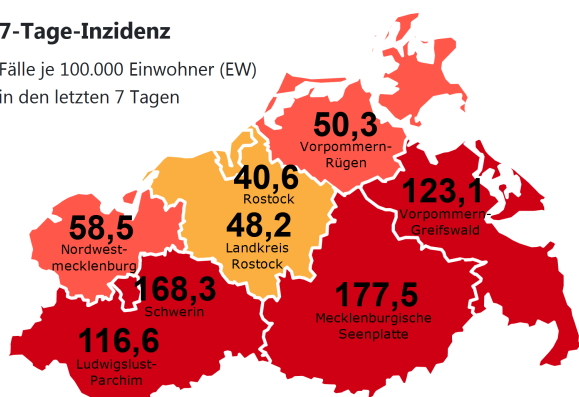 7-Tage-Inzidenz
Fälle je 100.000 Einwohner (EW)
in den letzten 7 Tagen
50,3
Vorpommern-
Rügen
40,6
Rostock
123,1
Vorpommern-
Greifswald
58,5
Nordwest-
mecklenburg
48,2
Landkreis
Rostock
168,3
Schwerin
177,5
Mecklenburgische
Seenplatte
116,6
Ludwigslust-
Parchim